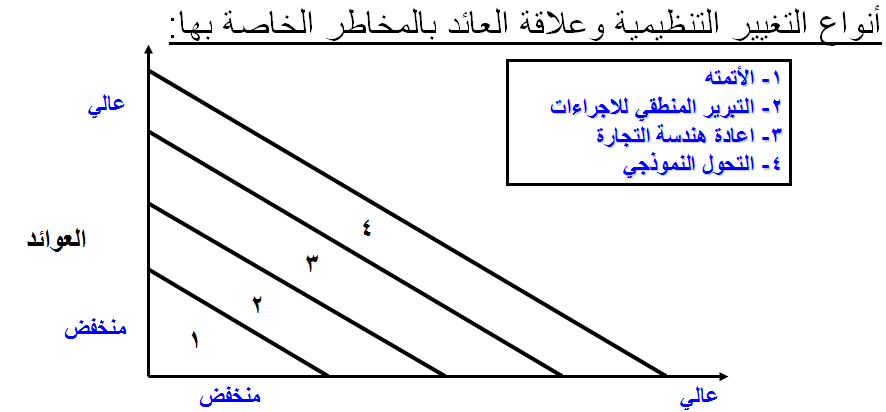 أنواع التغيير التنظيمية وعلاقة العائد بالمخاطر الخاصة بها:
١- الأتمته
٢- التبرير المنطقي للاجراءات
٣- اعادة هندسة التجارة
٤- التحول النموذجي
عالي
العوائد
منخفض
٤
٣
٢
١
منخفض
عالي